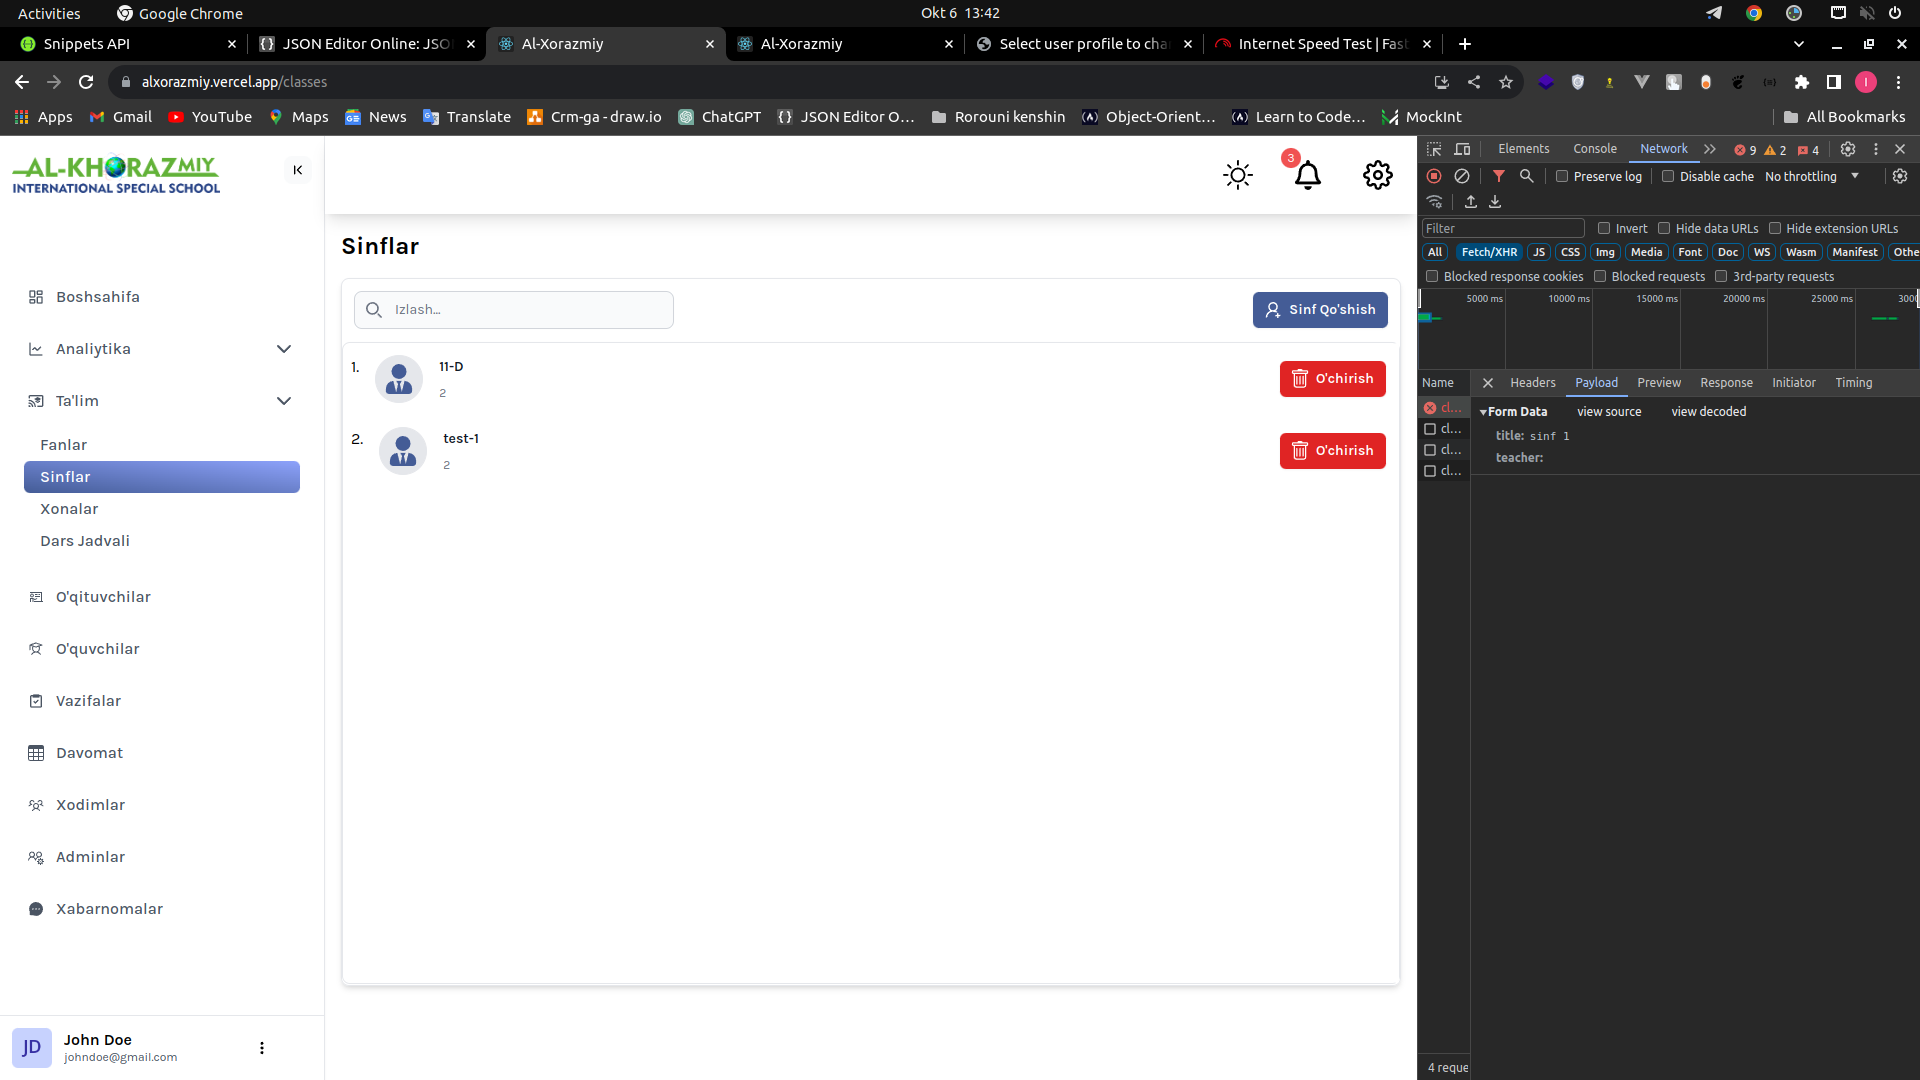 Activities
Google Chrome
Okt 6 13:42
Snippets API
JSON Editor Online: JSO
Al-Xorazmiy
Al-Xorazmiy
Select user profile to cha
Internet Speed Test | Fast
alxorazmiy.vercel.app/classes
Apps
Gmail
YouTube
Maps
News
Translate
Crm-ga - draw.io
ChatGPT
JSON Editor O...
Rorouni kenshin
Object-Orient...
Learn to Code...
MockInt
All Bookmarks
AL-KHORAZMIY
INTERNATIONAL SPECIAL SCHOOL
Boshsahifa
Analiytika
Ta'lim
Fanlar
Sinflar
Xonalar
Dars Jadvali
O'qituvchilar
O'quvchilar
Vazifalar
Davomat
Xodimlar
Adminlar
Xabarnomalar
JD
John Doe
johndoe@gmail.com
3
Sinflar
Izlash...
Sinf Qo'shish
1.
11-D
2
O'chirish
2.
test-1
2
O'chirish
Elements
Console
Network
9
2
4
Preserve log
Disable cache
No throttling
Filter
Invert
Hide data URLs
Hide extension URLs
All
Fetch/XHR
JS
CSS
Img
Media
Font
Doc
WS
Wasm
Manifest
Othe
Blocked response cookies
Blocked requests
3rd-party requests
5000 ms
10000 ms
15000 ms
20000 ms
25000 ms
3000
Name
Headers
Payload
Preview
Response
Initiator
Timing
cl...
cl...
cl...
cl...
Form Data
view source
view decoded
title: sinf 1
teacher:
4 reque